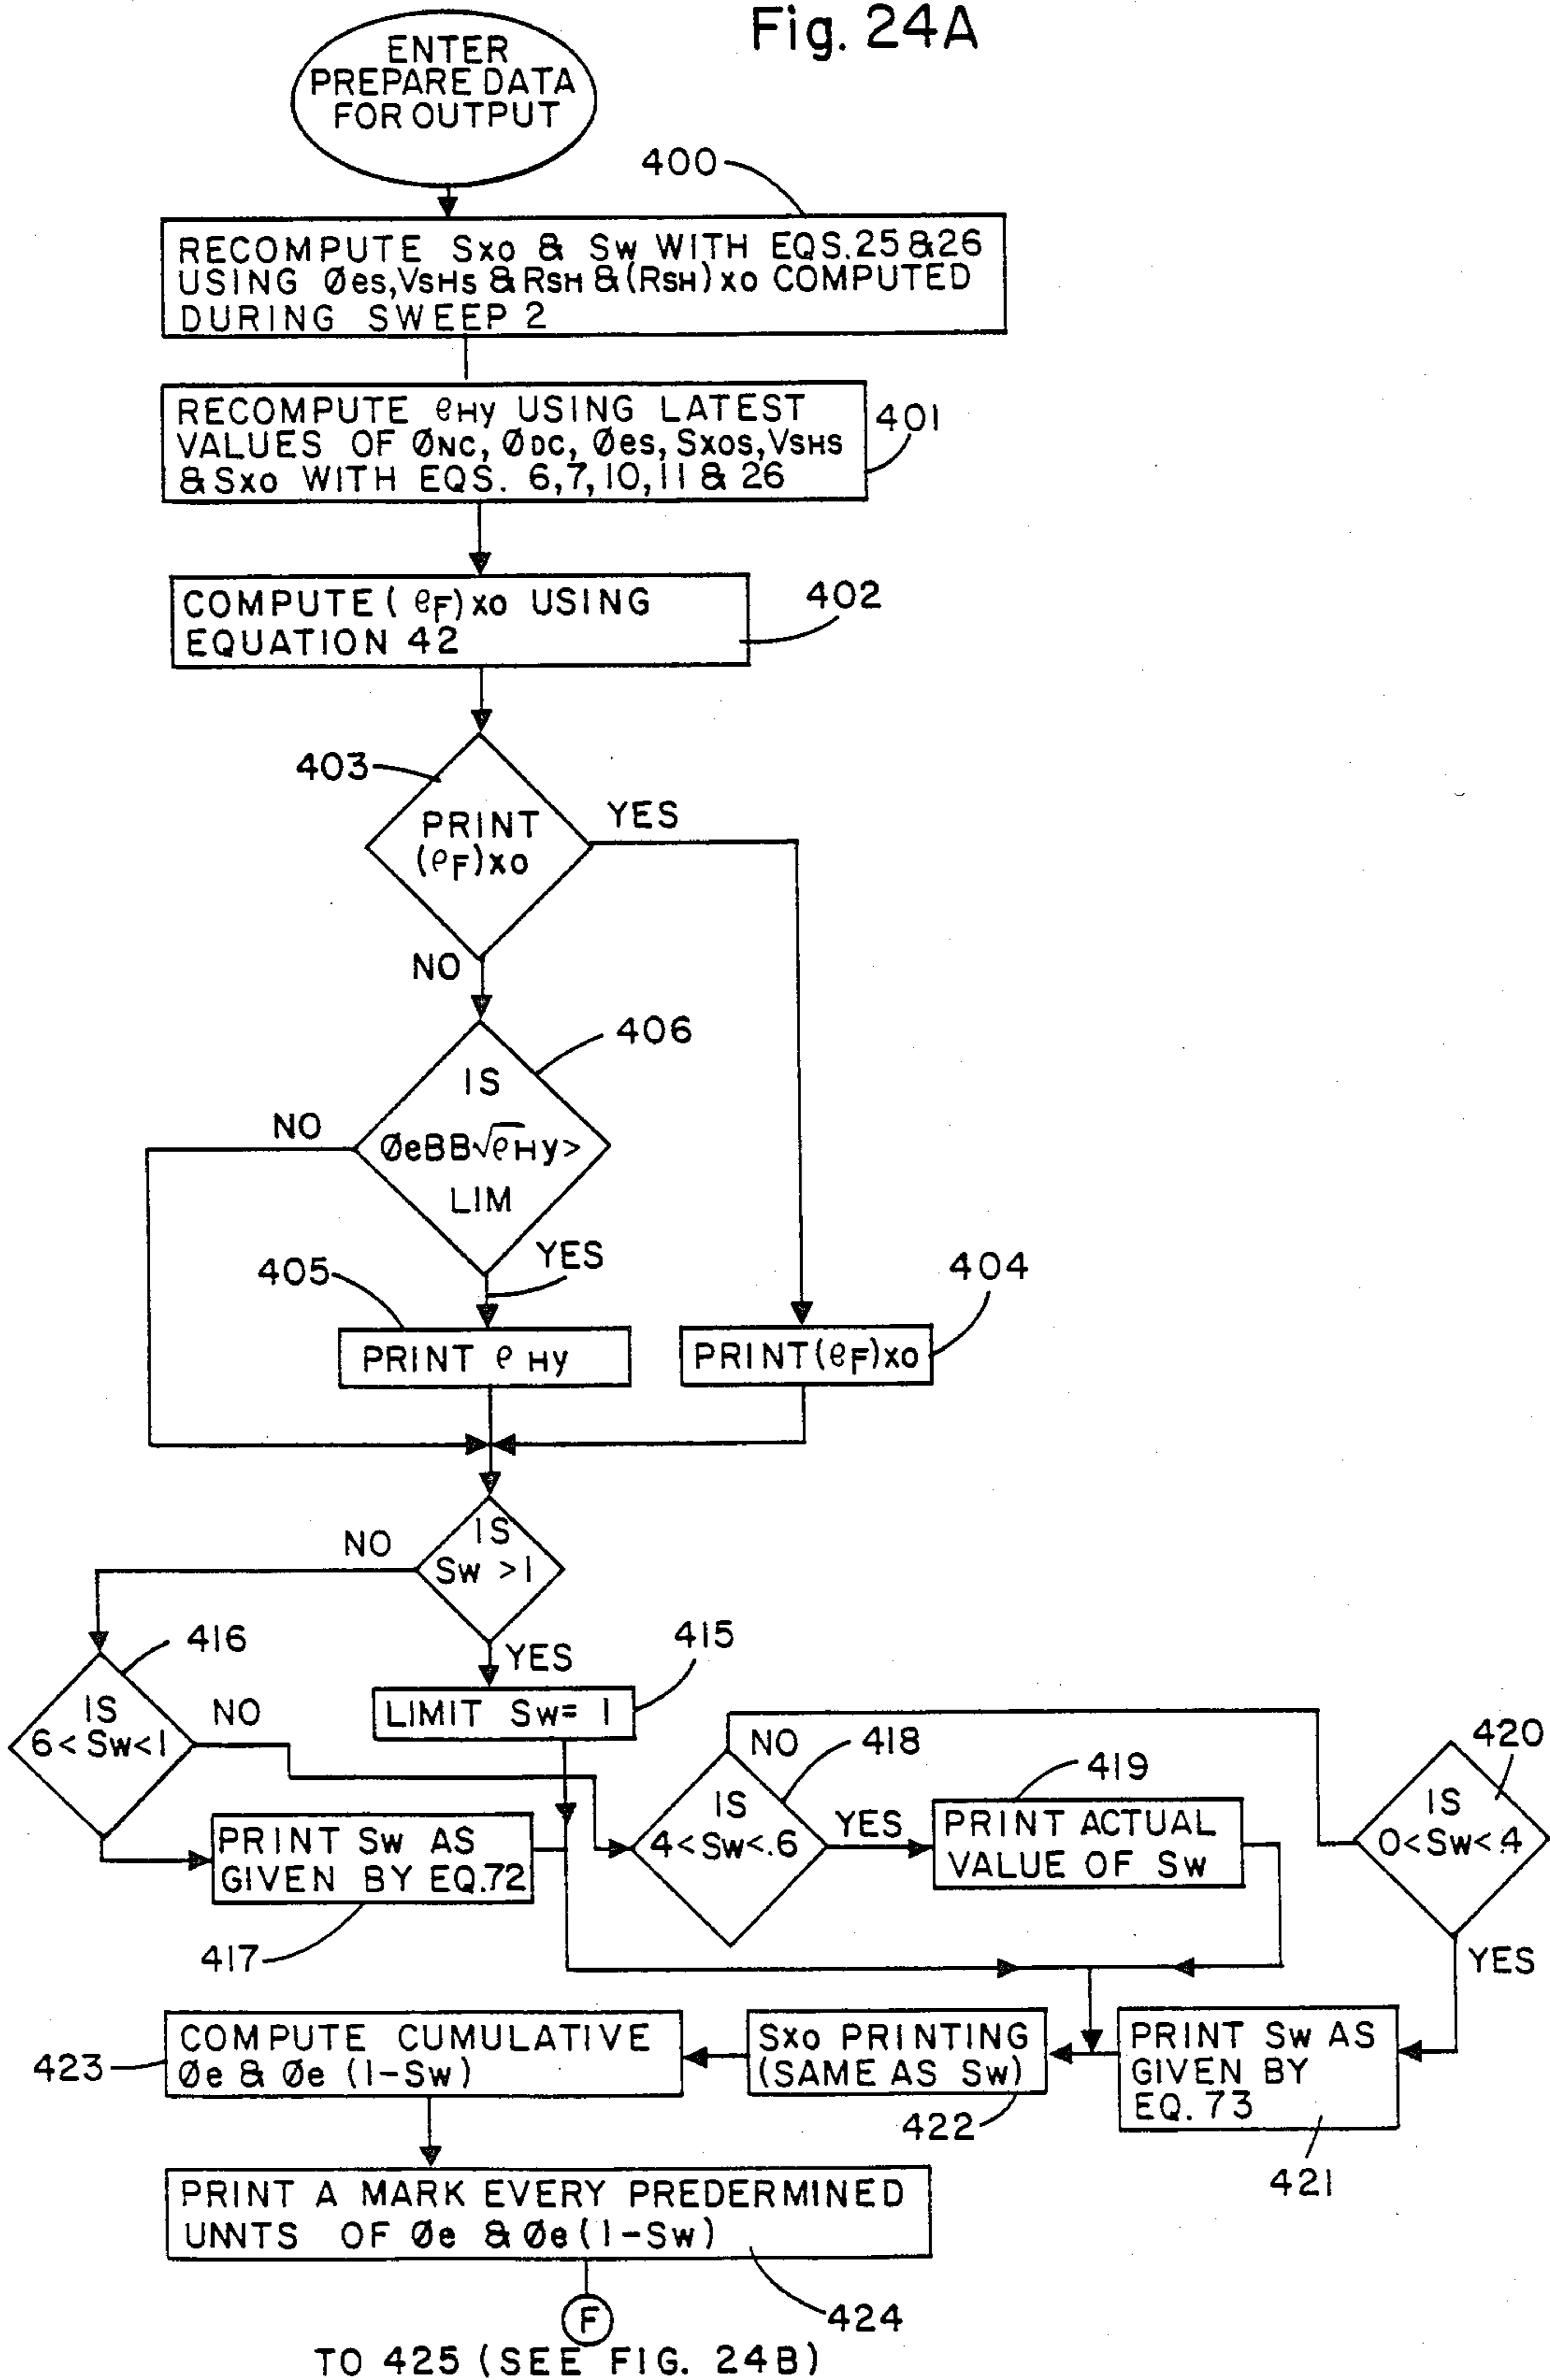 Fig. 24A
ENTER
PREPARE DATA
FOR OUTPUT
400
RECOMPUTE Sxo & Sw WITH EQS. 25 & 26
USING Øes, VSHS & RSH & (RSH) xo COMPUTED
DURING SWEEP 2
RECOMPUTE ρHy USING LATEST
VALUES OF ØNC, ØDC, Øes, SXOS, VSHS
& Sxo WITH EQS. 6,7,10,11 & 26
401
COMPUTE (ρF) xo USING
EQUATION 42
402
403
PRINT
(ρF) xo
YES
NO
406
IS
ØeBB√ρHy>
LIM
NO
YES
405
404
PRINT ρHy
PRINT (ρF) xo
IS
Sw >1
NO
YES
416
415
IS
6< Sw<1
NO
LIMIT Sw= 1
PRINT Sw AS
GIVEN BY EQ.72
417
IS
4<Sw<.6
NO
418
YES
419
PRINT ACTUAL
VALUE OF Sw
420
IS
0<Sw<.4
YES
423
COMPUTE CUMULATIVE
Øe & Øe (1-Sw)
Sxo PRINTING
(SAME AS Sw)
422
PRINT Sw AS
GIVEN BY
EQ. 73
421
PRINT A MARK EVERY PREDERMINED
UNNTS OF Øe & Øe (1-Sw)
424
F
TO 425 (SEE FIG. 24B)